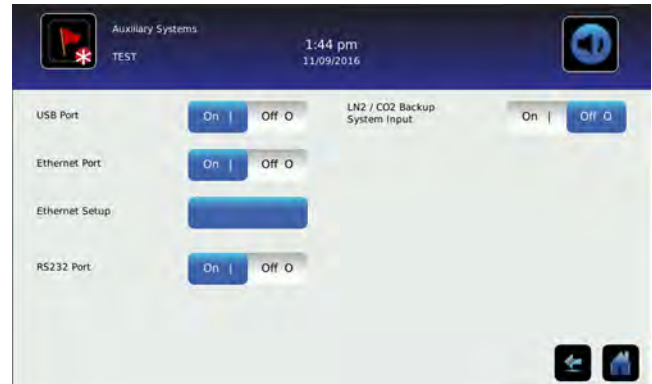 Auxiliary Systems
TEST
1:44 pm
11/09/2016
USB Port
On |
Off O
LN2 / CO2 Backup
System Input
On |
Off O
Ethernet Port
On |
Off O
Ethernet Setup
RS232 Port
On |
Off O